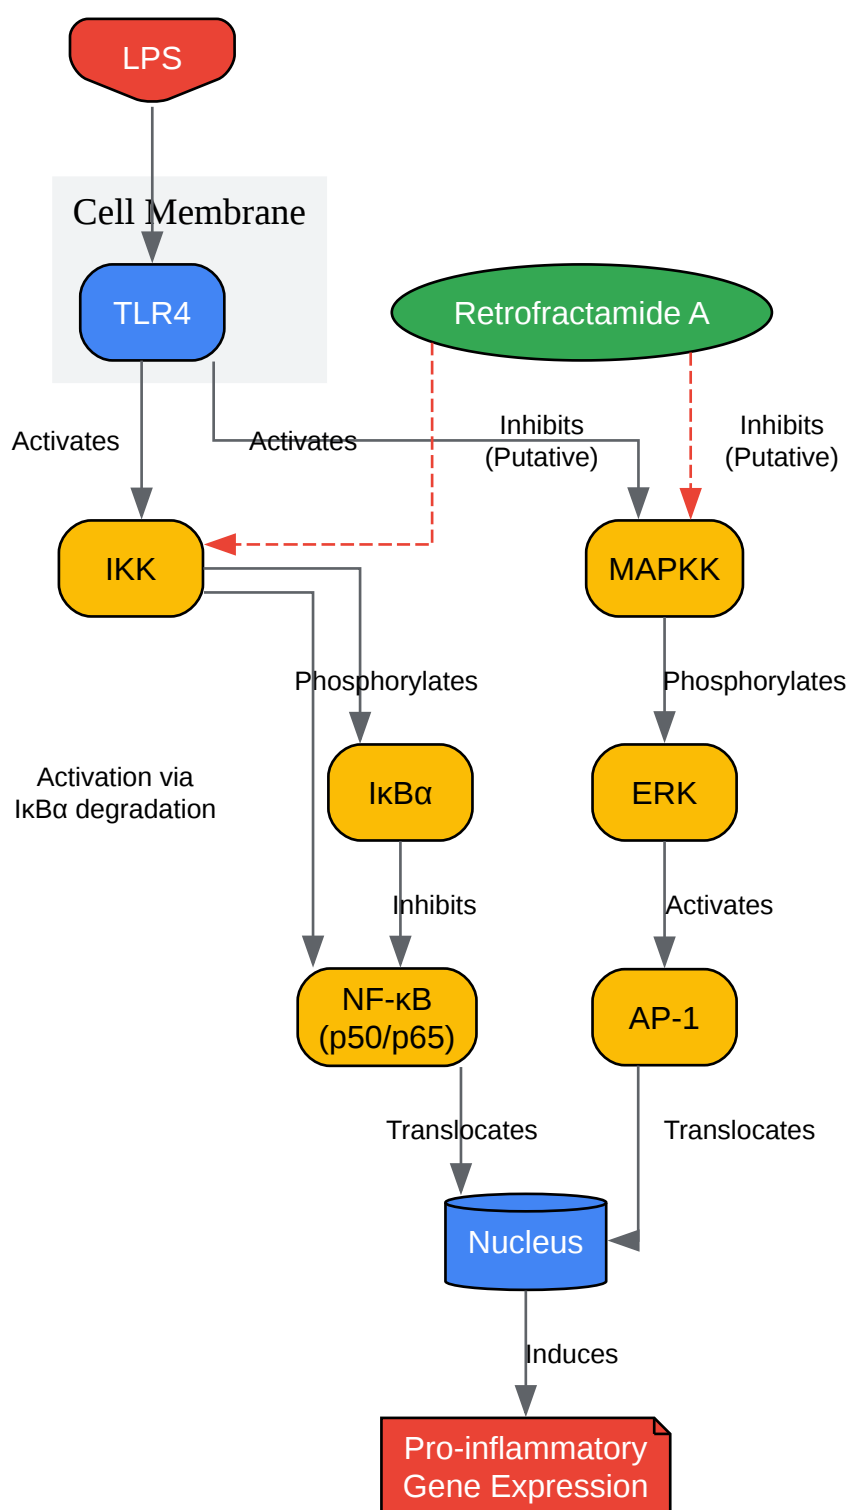 LPS
Cell Membrane
TLR4
Retrofractamide A
Activates
Activates
Inhibits
(Putative)
Inhibits
(Putative)
IKK
MAPKK
Phosphorylates
Phosphorylates
Activation via
IκBα degradation
IκBα
ERK
Inhibits
Activates
NF-κB
(p50/p65)
AP-1
Translocates
Translocates
Nucleus
Induces
Pro-inflammatory
Gene Expression